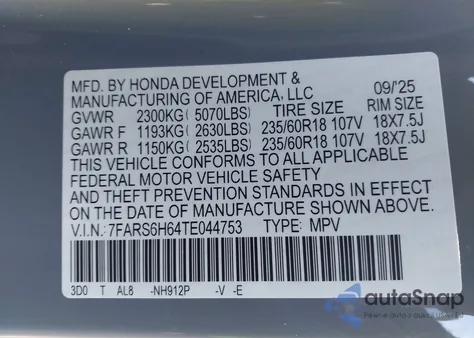 MFD. BY HONDA DEVELOPMENT &
MANUFACTURING OF AMERICA, LLC 09/'25
GVWR 2300KG (5070LBS) TIRE SIZE RIM SIZE
GAWR F 1193KG (2630LBS) 235/60R18 107V 18X7.5J
GAWR R 1150KG (2535LBS) 235/60R18 107V 18X7.5J
THIS VEHICLE CONFORMS TO ALL APPLICABLE
FEDERAL MOTOR VEHICLE SAFETY
AND THEFT PREVENTION STANDARDS IN EFFECT
ON THE DATE OF MANUFACTURE SHOWN ABOVE.
V.I.N.: 7FARS6H64TE044753 TYPE: MPV
3D0 T AL8 -NH912P -V -E
autoSnap